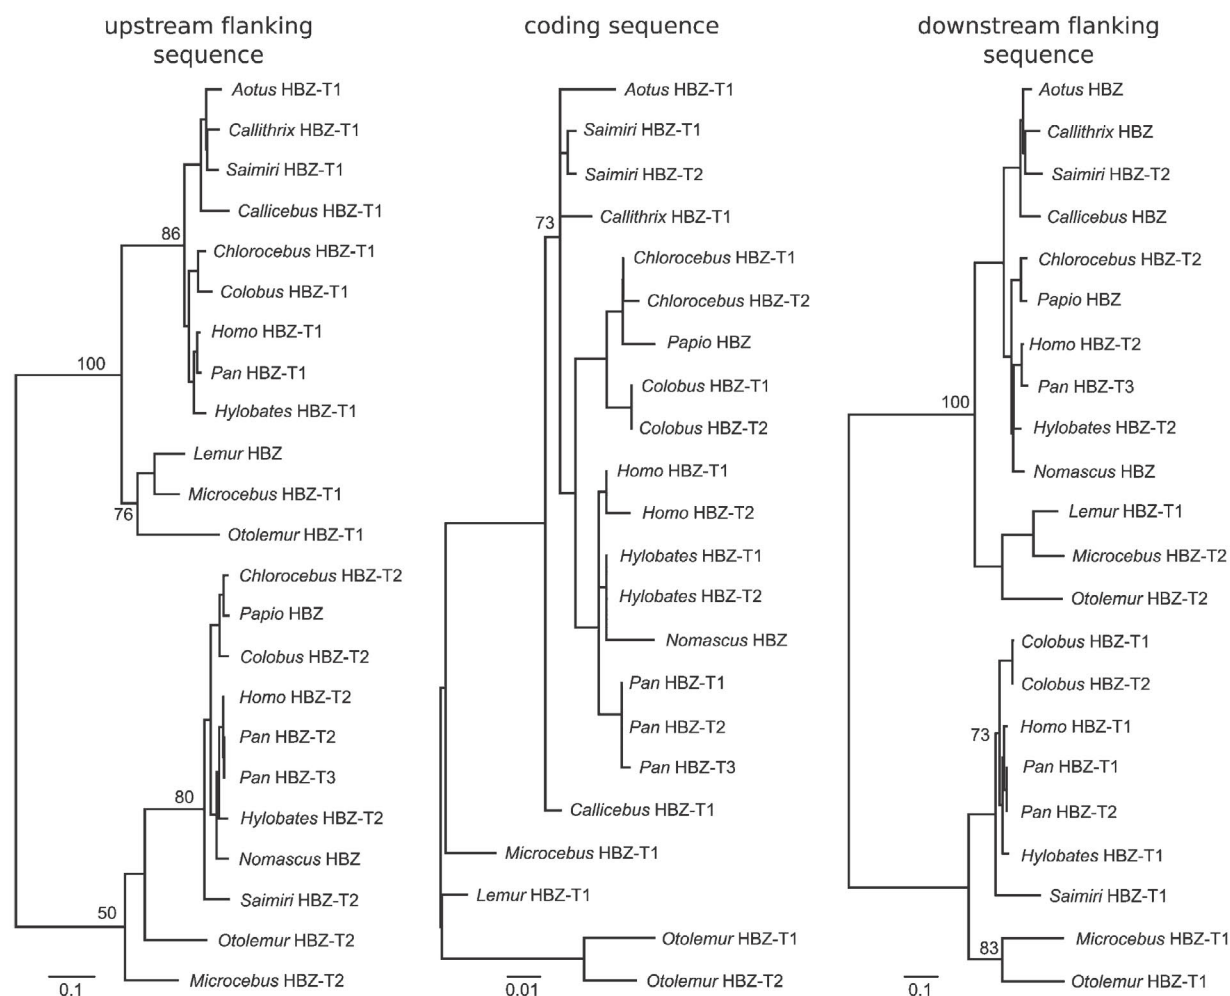 upstream flanking
sequence
Aotus HBZ-T1
Callithrix HBZ-T1
Saimiri HBZ-T1
Callicebus HBZ-T1
86
Chlorocebus HBZ-T1
Colobus HBZ-T1
Homo HBZ-T1
100
Pan HBZ-T1
Hylobates HBZ-T1
Lemur HBZ
Microcebus HBZ-T1
76
Otolemur HBZ-T1
Chlorocebus HBZ-T2
Papio HBZ
Colobus HBZ-T2
Homo HBZ-T2
Pan HBZ-T2
Pan HBZ-T3
80
Hylobates HBZ-T2
Nomascus HBZ
Saimiri HBZ-T2
50
Otolemur HBZ-T2
Microcebus HBZ-T2
0.1
coding sequence
Aotus HBZ-T1
Saimiri HBZ-T1
Saimiri HBZ-T2
73
Callithrix HBZ-T1
Chlorocebus HBZ-T1
Chlorocebus HBZ-T2
Papio HBZ
Colobus HBZ-T1
Colobus HBZ-T2
Homo HBZ-T1
Homo HBZ-T2
Hylobates HBZ-T1
Hylobates HBZ-T2
Nomascus HBZ
Pan HBZ-T1
Pan HBZ-T2
Pan HBZ-T3
Callicebus HBZ-T1
Microcebus HBZ-T1
Lemur HBZ-T1
Otolemur HBZ-T1
Otolemur HBZ-T2
0.01
downstream flanking
sequence
Aotus HBZ
Callithrix HBZ
Saimiri HBZ-T2
Callicebus HBZ
Chlorocebus HBZ-T2
Papio HBZ
Homo HBZ-T2
Pan HBZ-T3
100
Hylobates HBZ-T2
Nomascus HBZ
Lemur HBZ-T1
Microcebus HBZ-T2
Otolemur HBZ-T2
Colobus HBZ-T1
Colobus HBZ-T2
Homo HBZ-T1
73
Pan HBZ-T1
Pan HBZ-T2
Hylobates HBZ-T1
Saimiri HBZ-T1
Microcebus HBZ-T1
83
Otolemur HBZ-T1
0.1